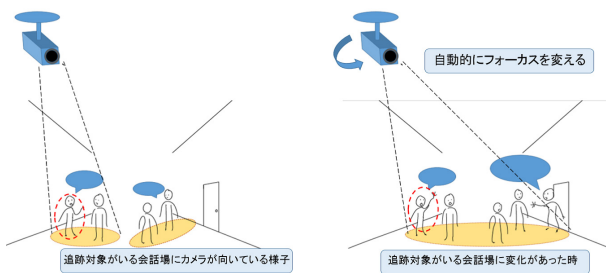 自動的にフォーカスを変える
追跡対象がいる会話場にカメラが向いている様子
追跡対象がいる会話場に変化があった時